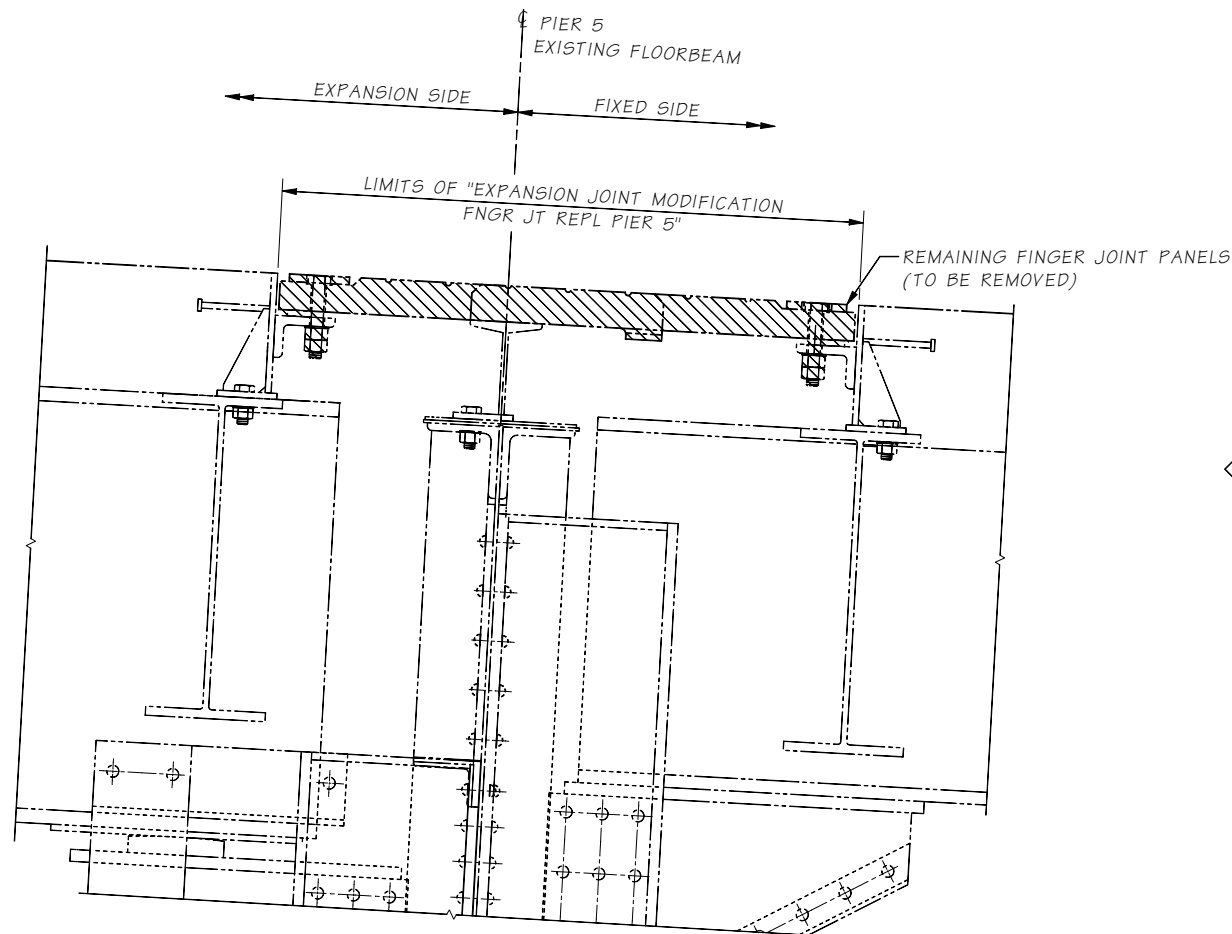 ℄ PIER 5
EXISTING FLOORBEAM
EXPANSION SIDE
FIXED SIDE
LIMITS OF "EXPANSION JOINT MODIFICATION
FNGR JT REPL PIER 5"
REMAINING FINGER JOINT PANELS
(TO BE REMOVED)